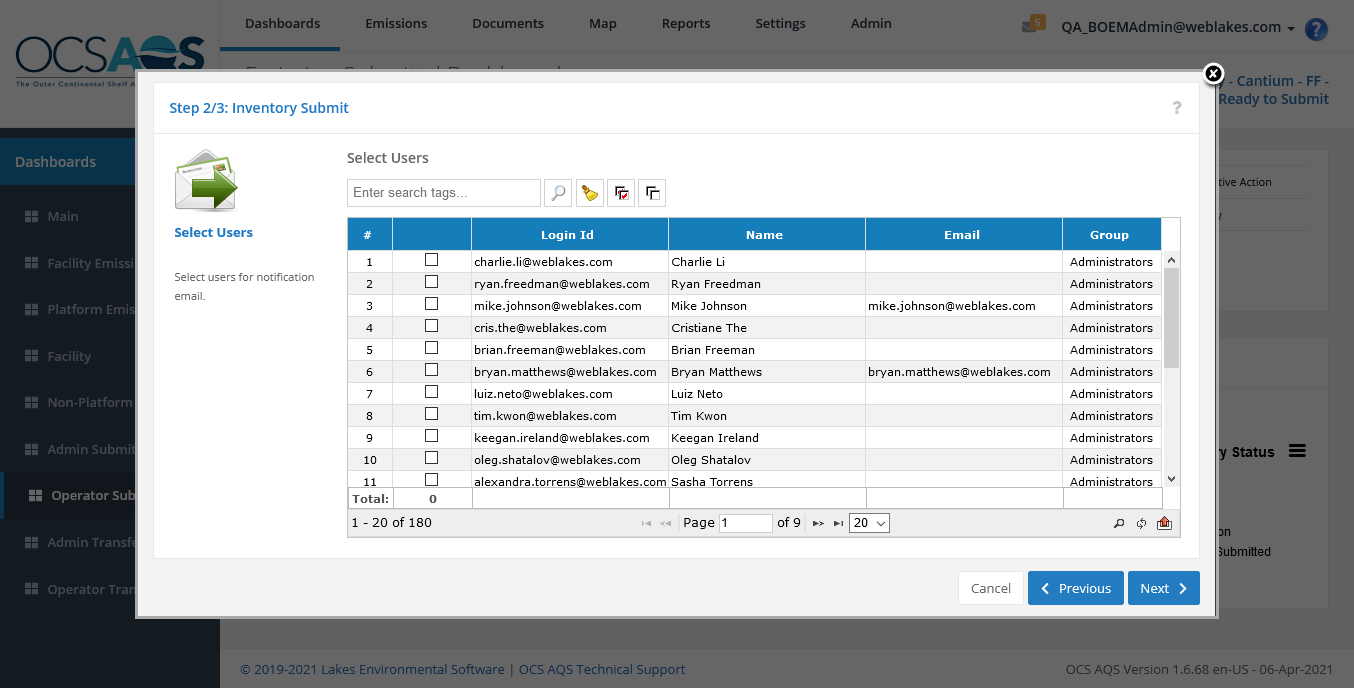 Dashboards Emissions Documents Map Reports Settings Admin 5 QA_BOEMAdmin@weblakes.com ?
OCSAQS
The Outer Continental Shelf A
- Cantium - FF -
Ready to Submit
Step 2/3: Inventory Submit ?
Dashboards
Main
Facility Emissi
Platform Emis
Facility
Non-Platform
Admin Submit
Operator Sub
Admin Transfe
Operator Tran
Select Users
Select users for notification
email.
Select Users
Enter search tags...
# Login Id Name Email Group
1 charlie.li@weblakes.com Charlie Li Administrators
2 ryan.freedman@weblakes.com Ryan Freedman Administrators
3 mike.johnson@weblakes.com Mike Johnson mike.johnson@weblakes.com Administrators
4 cris.the@weblakes.com Cristiane The Administrators
5 brian.freeman@weblakes.com Brian Freeman Administrators
6 bryan.matthews@weblakes.com Bryan Matthews bryan.matthews@weblakes.com Administrators
7 luiz.neto@weblakes.com Luiz Neto Administrators
8 tim.kwon@weblakes.com Tim Kwon Administrators
9 keegan.ireland@weblakes.com Keegan Ireland Administrators
10 oleg.shatalov@weblakes.com Oleg Shatalov Administrators
11 alexandra.torrens@weblakes.com Sasha Torrens Administrators
Total: 0
1 - 20 of 180 Page 1 of 9 20
Cancel Previous Next
tive Action
y Status
on
Submitted
© 2019-2021 Lakes Environmental Software | OCS AQS Technical Support OCS AQS Version 1.6.68 en-US - 06-Apr-2021